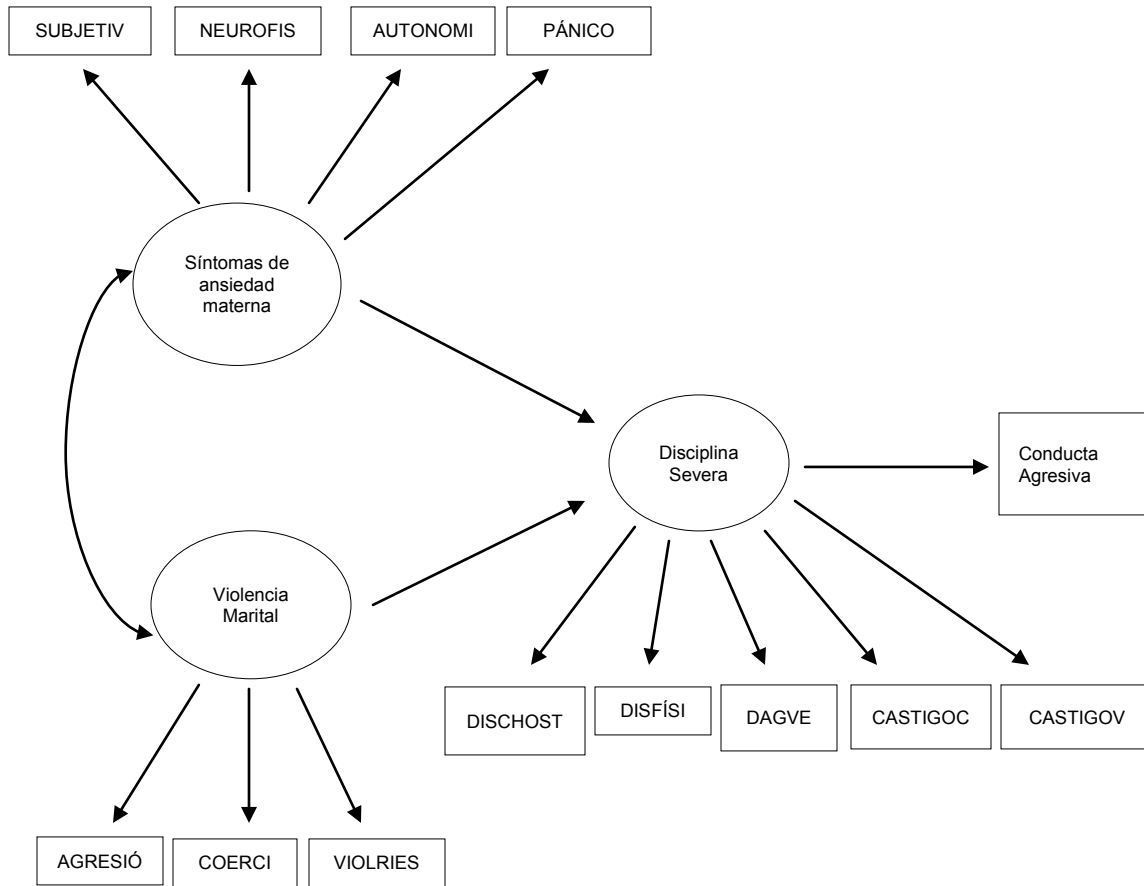 SUBJETIV
NEUROFIS
AUTONOMI
PÁNICO
Síntomas de
ansiedad
materna
Disciplina
Severa
Conducta
Agresiva
Violencia
Marital
DISCHOST
DISFÍSI
DAGVE
CASTIGOC
CASTIGOV
AGRESIÓ
COERCI
VIOLRIES